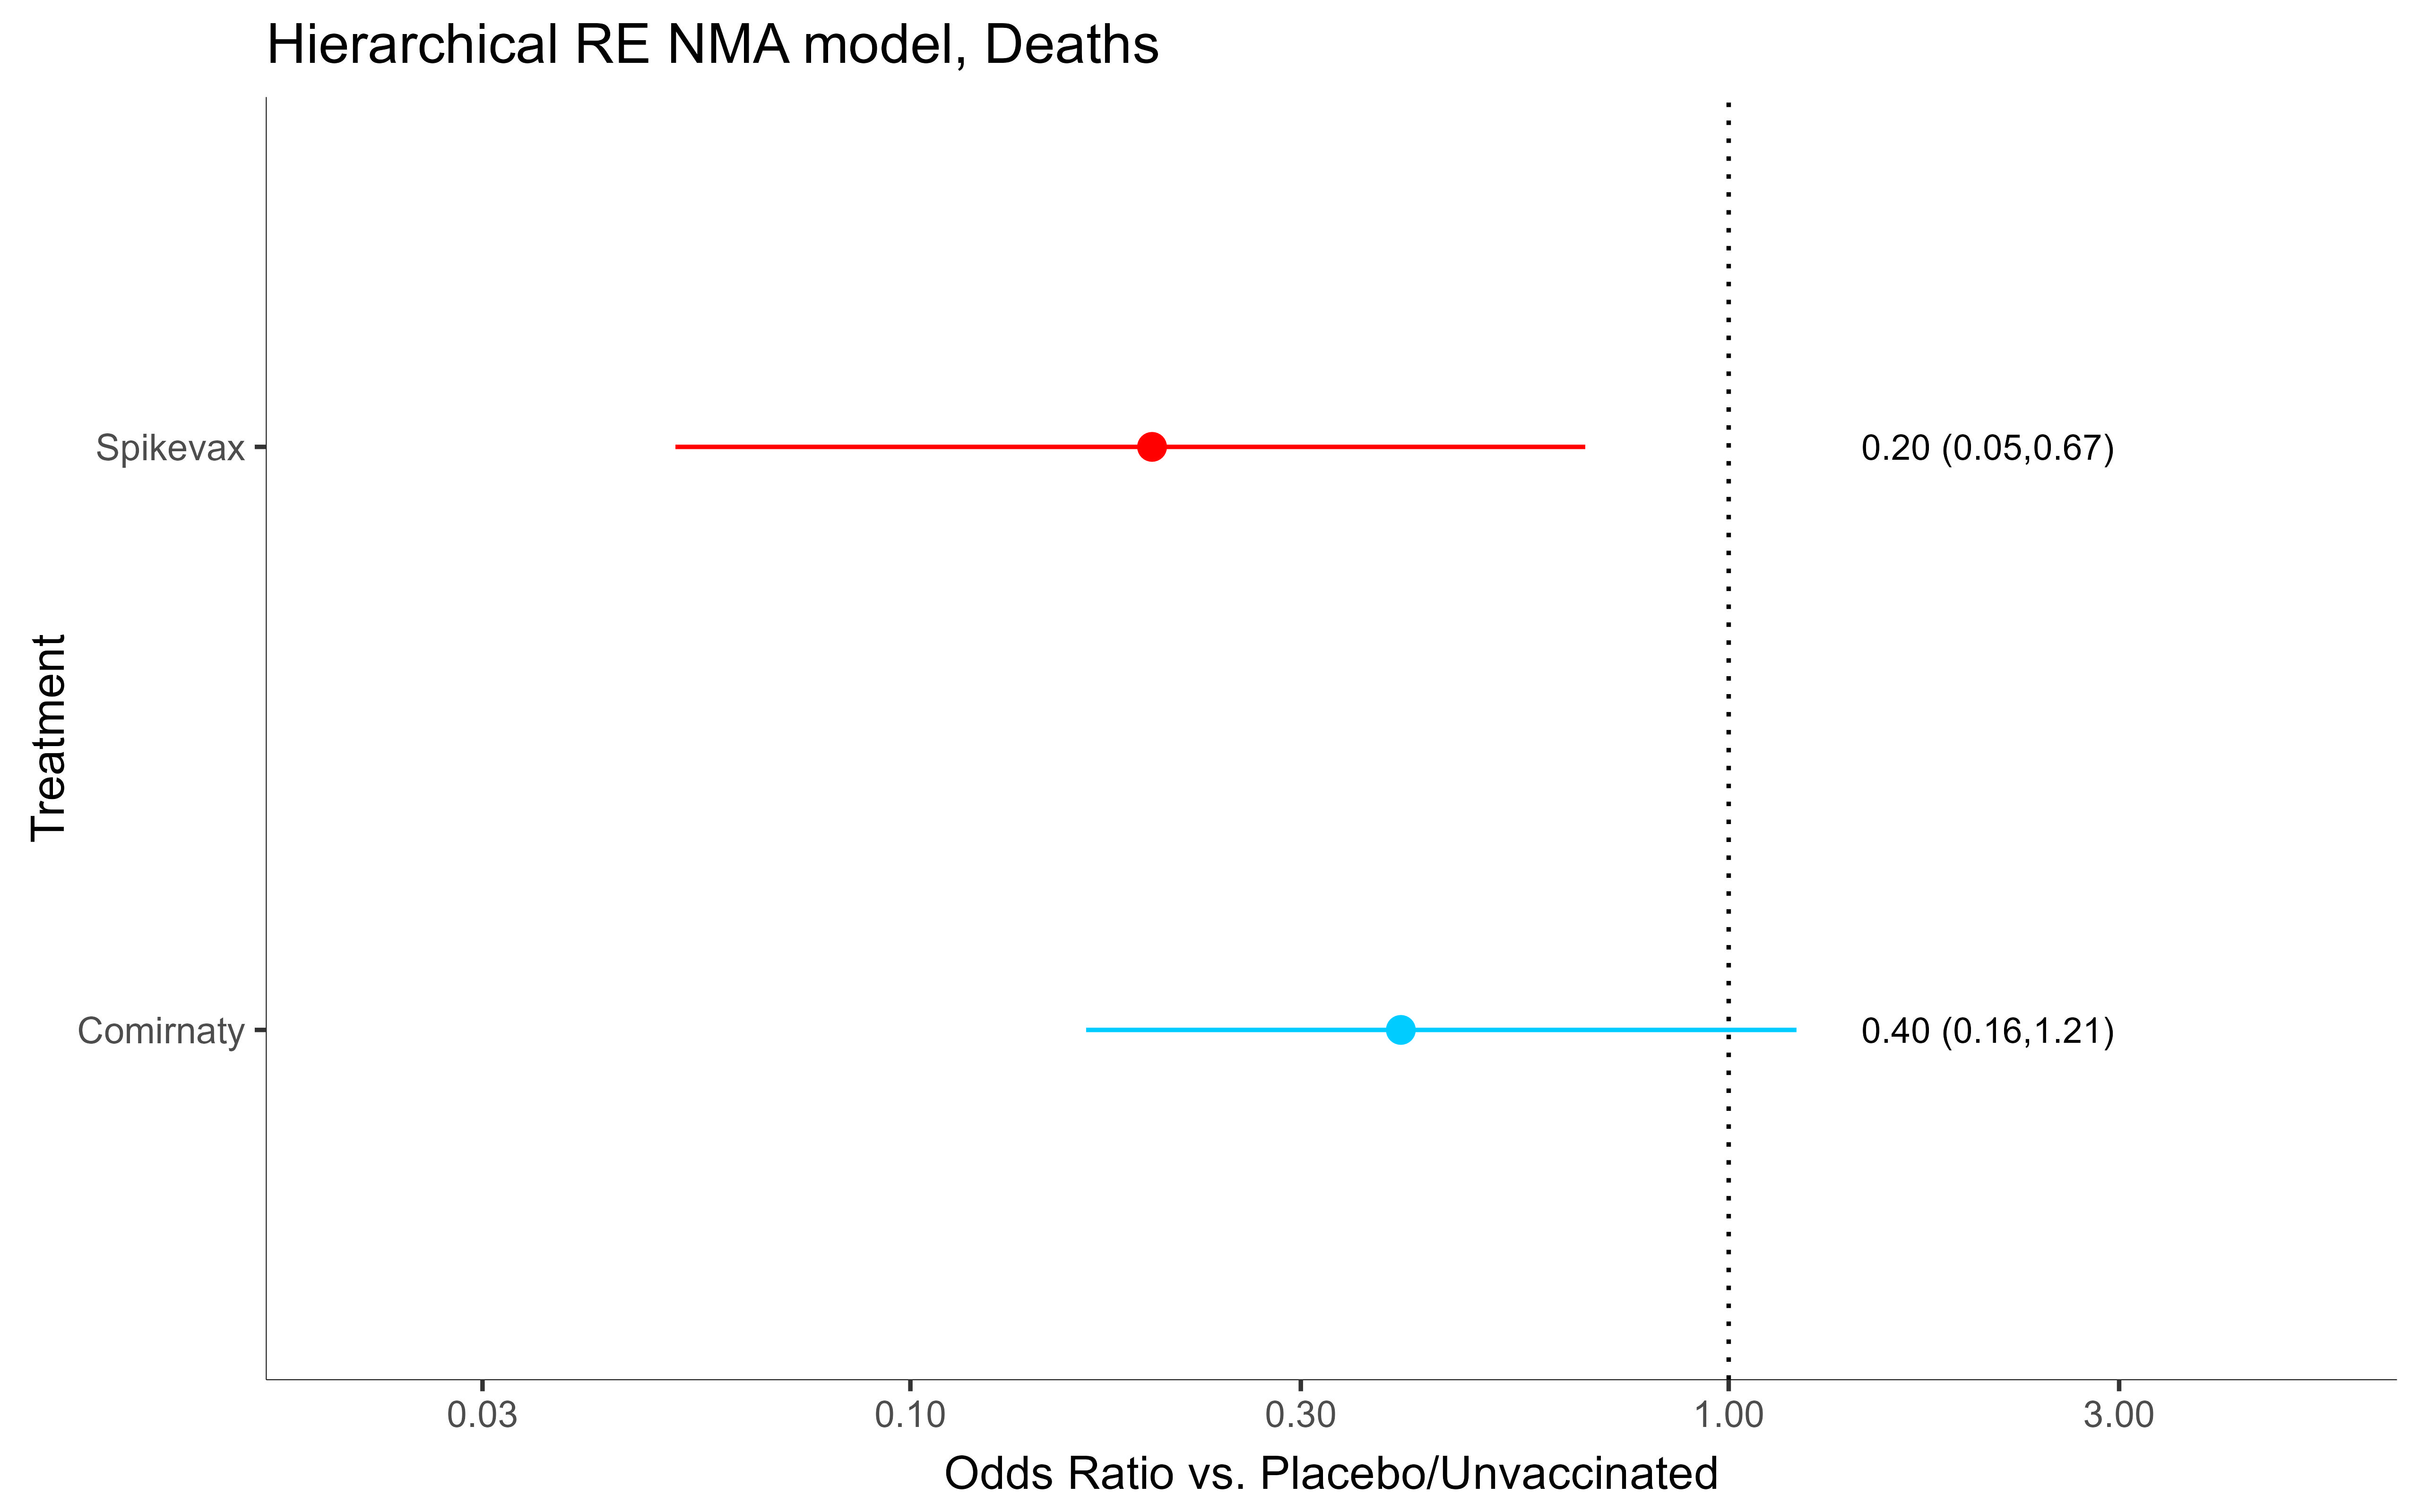 Hierarchical RE NMA model, Deaths
Treatment
Spikevax
0.20 (0.05,0.67)
Comirnaty
0.40 (0.16,1.21)
0.03 0.10 0.30 1.00 3.00
Odds Ratio vs. Placebo/Unvaccinated